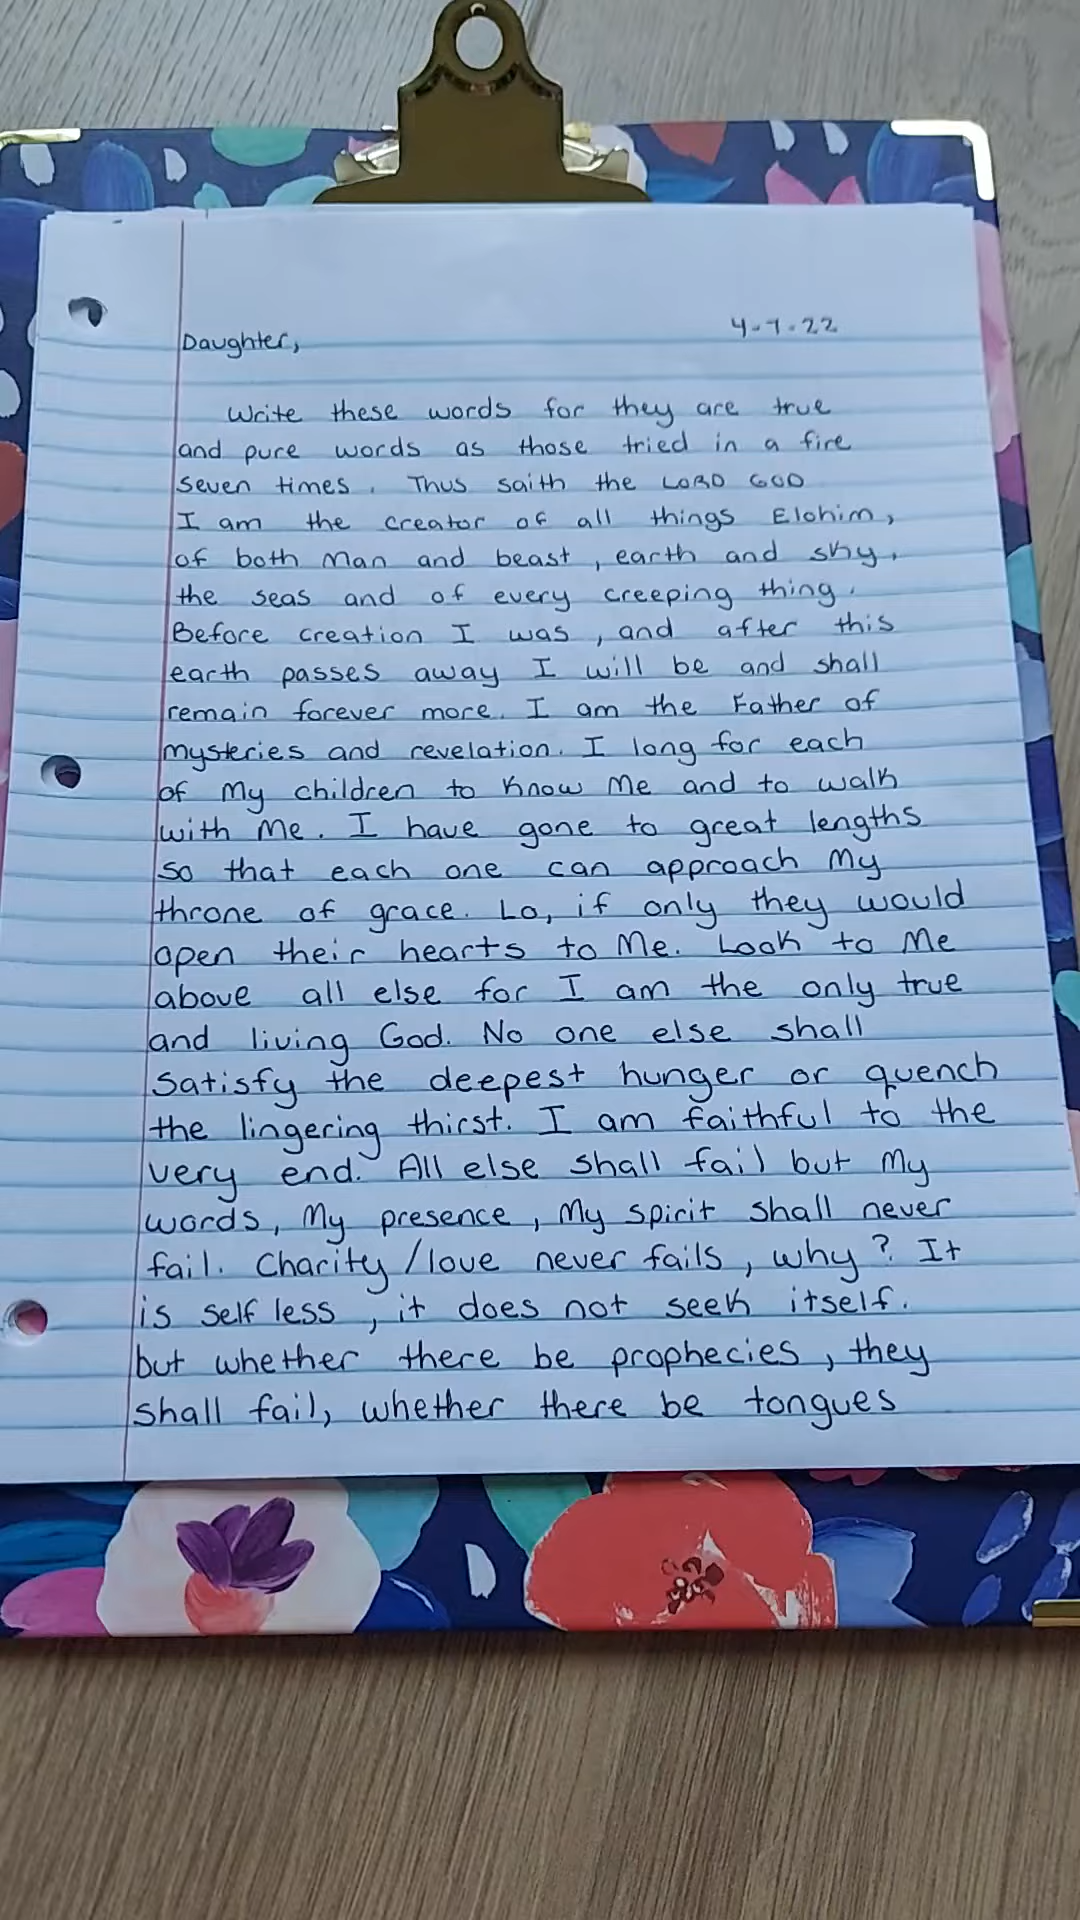 4-7-22
Daughter,
Write these words for they are true
and pure words as those tried in a fire
seven times. Thus saith the LORD GOD
I am the creator of all things Elohim,
of both Man and beast, earth and sky,
the seas and of every creeping thing.
Before creation I was, and after this
earth passes away I will be and shall
remain forever more. I am the Father of
mysteries and revelation. I long for each
of My children to know Me and to walk
with Me. I have gone to great lengths
so that each one can approach My
throne of grace. Lo, if only they would
open their hearts to Me. Look to Me
above all else for I am the only true
and living God. No one else shall
satisfy the deepest hunger or quench
the lingering thirst. I am faithful to the
very end. All else shall fail but My
words, My presence, My spirit shall never
fail. Charity/love never fails, why? It
is self less, it does not seek itself.
but whether there be prophecies, they
shall fail, whether there be tongues